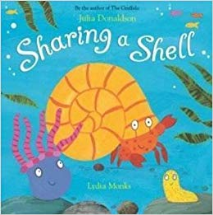 By the author of The Gruffalo
Julia Donaldson
Sharing a Shell
Lydia Monks